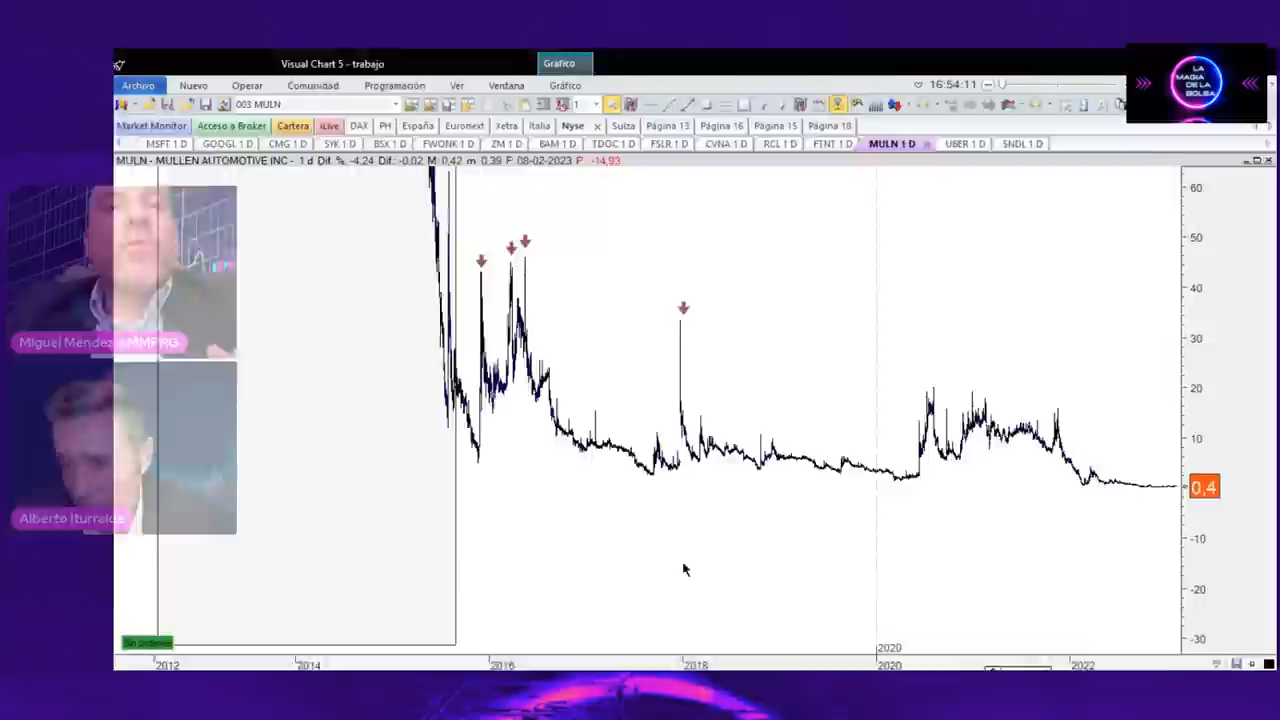 Visual Chart 5 - trabajo
Gráfico
LA MAGIA DE LA BOLSA
Archivo Nuevo Operar Comunidad Programación Ver Ventana Gráfico
16:54:11
003 MULN
1
Market Monitor Acceso a Broker Cartera iLive DAX PH España Euronext Xetra Italia Nyse x Suiza Página 13 Página 16 Página 15 Página 18
MSFT 1 D GOOGL 1 D CMG 1 D SYK 1 D BSX 1 D FWONK 1 D ZM 1 D BAM 1 D TDOC 1 D FSLR 1 D CVNA 1 D RCL 1 D FTNT 1 D MULN 1 D UBER 1 D SNDL 1 D
MULN - MULLEN AUTOMOTIVE INC - 1 d Dif. %, -4,24 Dif.: -0,02 M: 0,42 m: 0,39 F: 08-02-2023 P: -14,93
60
50
40
30
20
10
0,4
-10
-20
-30
Miguel Méndez
Alberto Iturralde
2020
2012 2014 2016 2018 2020 2022